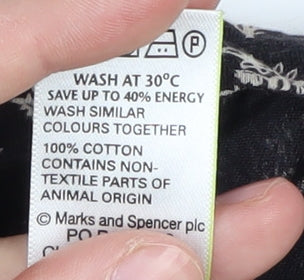 P
WASH AT 30°C
SAVE UP TO 40% ENERGY
WASH SIMILAR
COLOURS TOGETHER
100% COTTON
CONTAINS NON-
TEXTILE PARTS OF
ANIMAL ORIGIN
© Marks and Spencer plc
PO